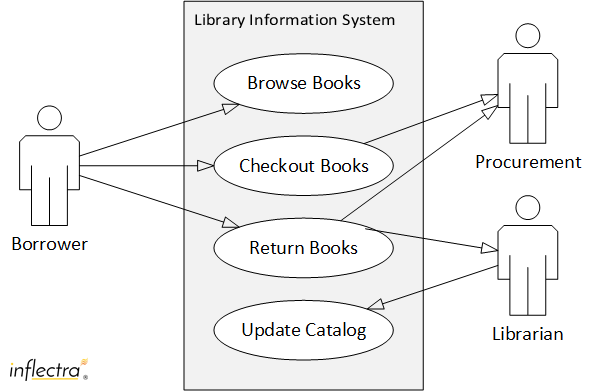 Library Information System
Browse Books
Checkout Books
Procurement
Borrower
Return Books
Update Catalog
Librarian
inflectra®